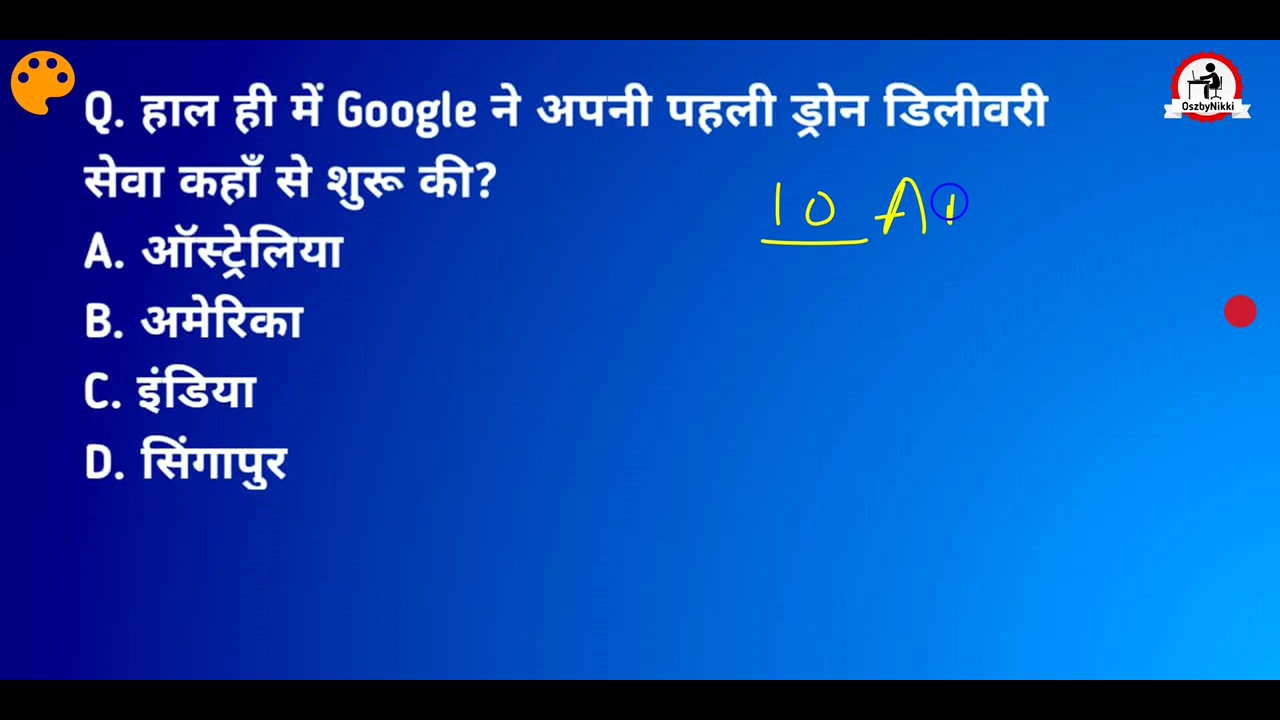 Q. हाल ही में Google ने अपनी पहली ड्रोन डिलीवरी
सेवा कहाँ से शुरू की?
10 A
A. ऑस्ट्रेलिया
B. अमेरिका
C. इंडिया
D. सिंगापुर
OszbyNikki